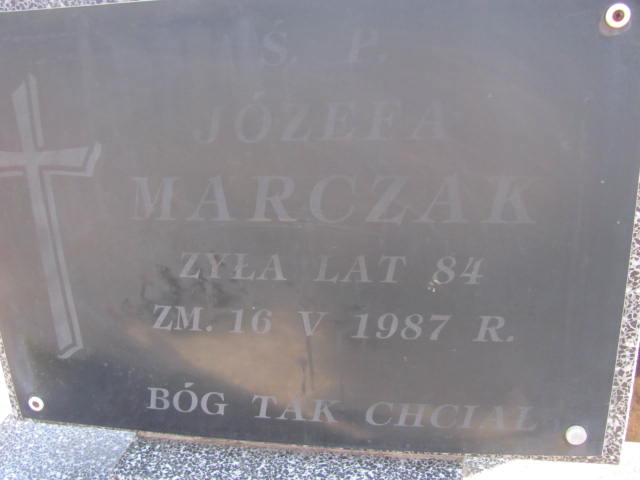 Ś. P.
JÓZEFA
MARCZAK
ŻYŁA LAT 84
ZM. 16 V 1987 R.
BÓG TAK CHCIAŁ